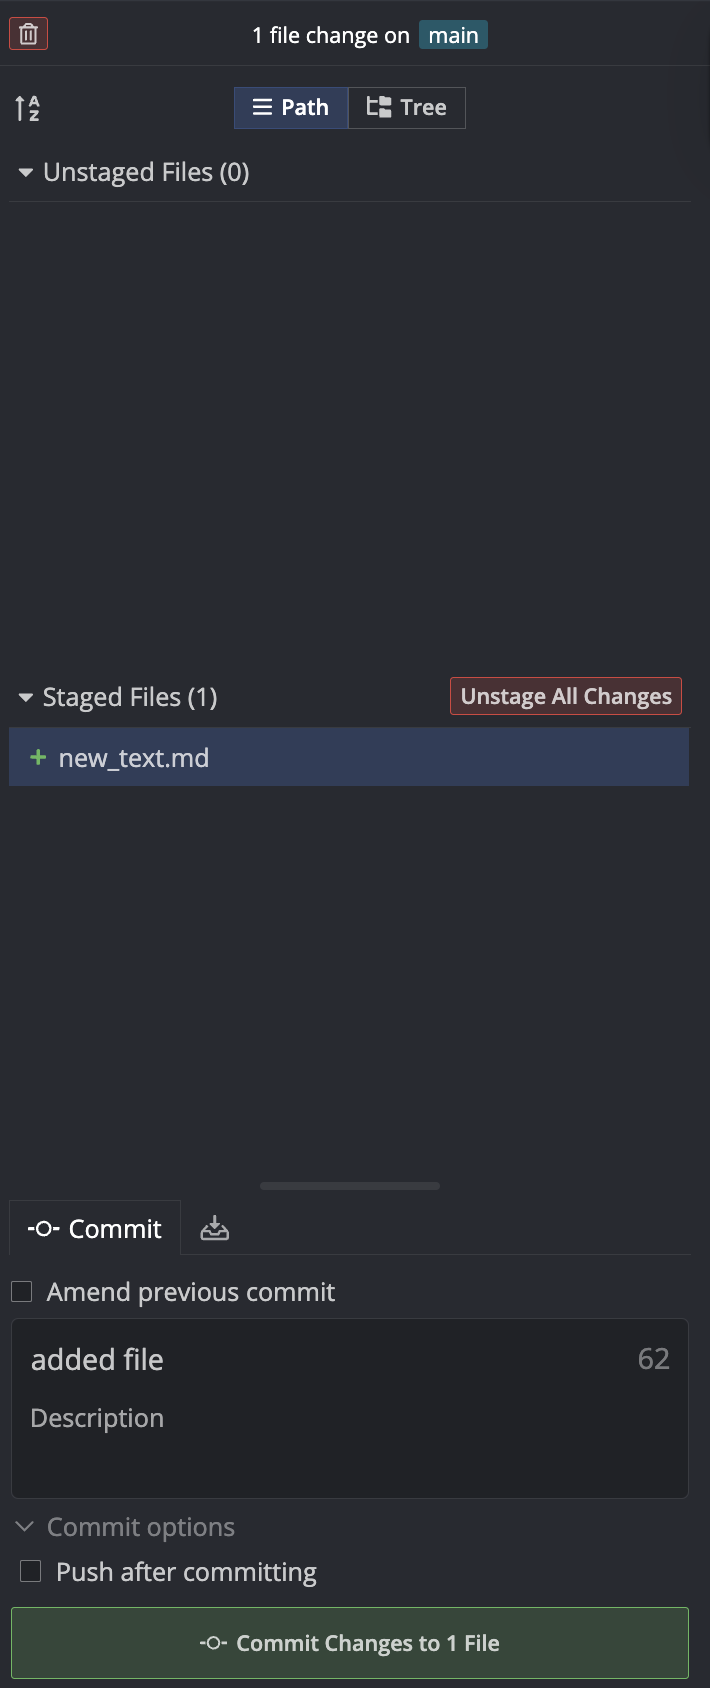 1 file change on main
A
Z
Path Tree
Unstaged Files (0)
Staged Files (1) Unstage All Changes
+ new_text.md
Commit
Amend previous commit
added file 62
Description
Commit options
Push after committing
Commit Changes to 1 File